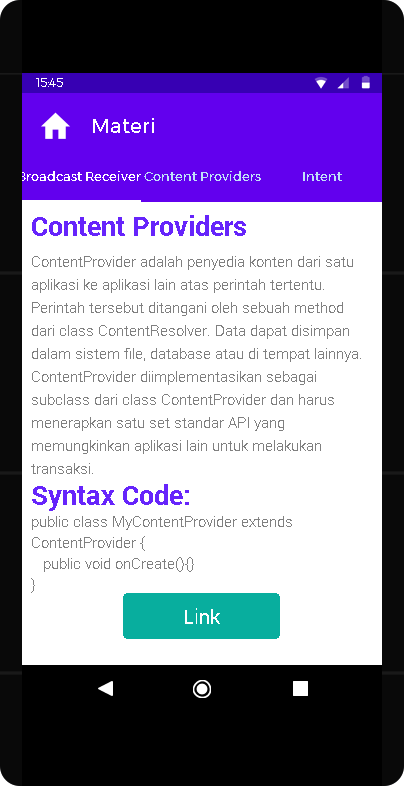 15:45
Materi
Broadcast Receiver Content Providers Intent
Content Providers
ContentProvider adalah penyedia konten dari satu
aplikasi ke aplikasi lain atas perintah tertentu.
Perintah tersebut ditangani oleh sebuah method
dari class ContentResolver. Data dapat disimpan
dalam sistem file, database atau di tempat lainnya.
ContentProvider diimplementasikan sebagai
subclass dari class ContentProvider dan harus
menerapkan satu set standar API yang
memungkinkan aplikasi lain untuk melakukan
transaksi.
Syntax Code:
public class MyContentProvider extends
ContentProvider {
public void onCreate(){}
}
Link